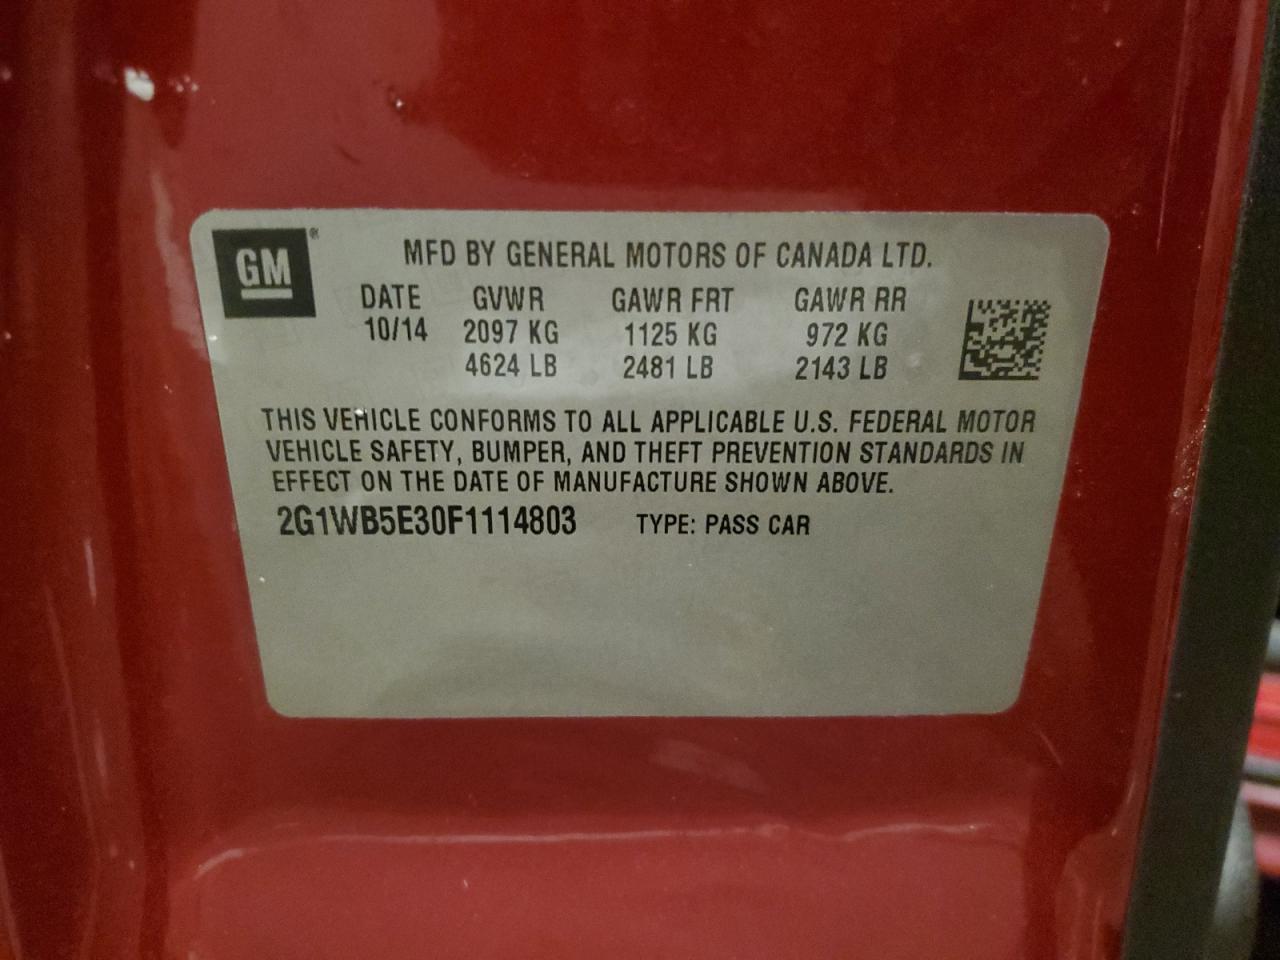 GM®
MFD BY GENERAL MOTORS OF CANADA LTD.
DATE GVWR GAWR FRT GAWR RR
10/14 2097 KG 1125 KG 972 KG
4624 LB 2481 LB 2143 LB
THIS VEHICLE CONFORMS TO ALL APPLICABLE U.S. FEDERAL MOTOR
VEHICLE SAFETY, BUMPER, AND THEFT PREVENTION STANDARDS IN
EFFECT ON THE DATE OF MANUFACTURE SHOWN ABOVE.
2G1WB5E30F1114803 TYPE: PASS CAR